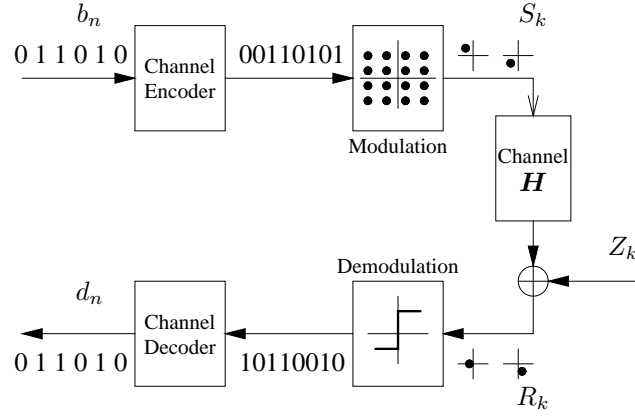 b_n
S_k
0 1 1 0 1 0
00110101
Channel
Encoder
Modulation
Channel
H
Z_k
Demodulation
d_n
Channel
Decoder
0 1 1 0 1 0
10110010
R_k